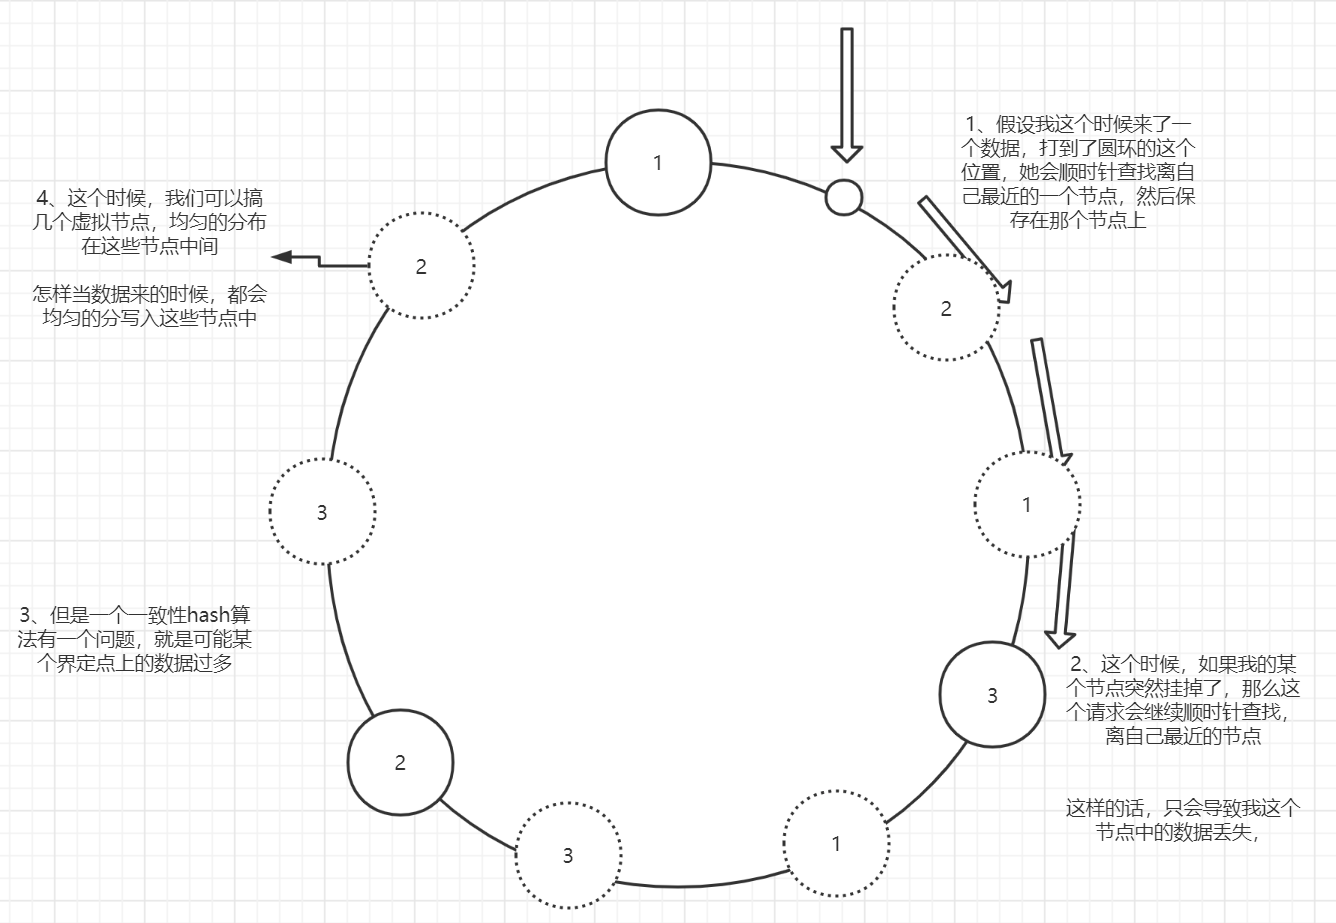 1、假设我这个时候来了一
个数据，打到了圆环的这个
位置，她会顺时针查找离自
己最近的一个节点，然后保
存在那个节点上
1
4、这个时候，我们可以搞
几个虚拟节点，均匀的分布
在这些节点中间
怎样当数据来的时候，都会
均匀的分写入这些节点中
2
2
3
1
3、但是一个一致性hash算
法有一个问题，就是可能某
个界定点上的数据过多
3
2、这个时候，如果我的某
个节点突然挂掉了，那么这
个请求会继续顺时针查找，
离自己最近的节点
这样的话，只会导致我这个
节点中的数据丢失，
2
3
1